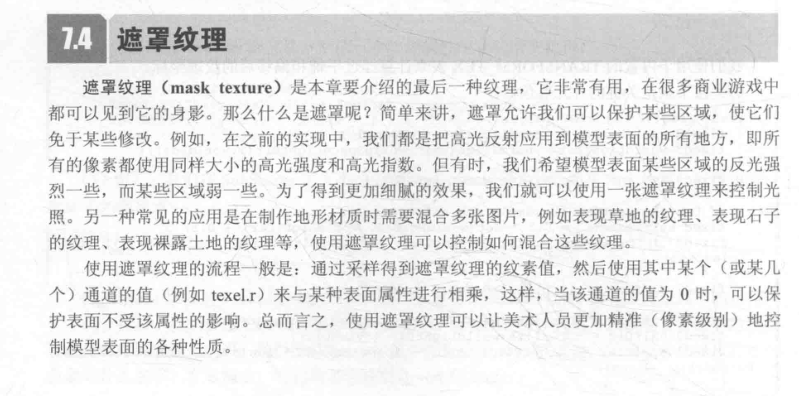 7.4 遮罩纹理
遮罩纹理（mask texture）是本章要介绍的最后一种纹理，它非常有用，在很多商业游戏中
都可以见到它的身影。那么什么是遮罩呢？简单来讲，遮罩允许我们可以保护某些区域，使它们
免于某些修改。例如，在之前的实现中，我们都是把高光反射应用到模型表面的所有地方，即所
有的像素都使用同样大小的高光强度和高光指数。但有时，我们希望模型表面某些区域的反光强
烈一些，而某些区域弱一些。为了得到更加细腻的效果，我们就可以使用一张遮罩纹理来控制光
照。另一种常见的应用是在制作地形材质时需要混合多张图片，例如表现草地的纹理、表现石子
的纹理、表现裸露土地的纹理等，使用遮罩纹理可以控制如何混合这些纹理。
使用遮罩纹理的流程一般是：通过采样得到遮罩纹理的纹素值，然后使用其中某个（或某几
个）通道的值（例如 texel.r）来与某种表面属性进行相乘，这样，当该通道的值为 0 时，可以保
护表面不受该属性的影响。总而言之，使用遮罩纹理可以让美术人员更加精准（像素级别）地控
制模型表面的各种性质。